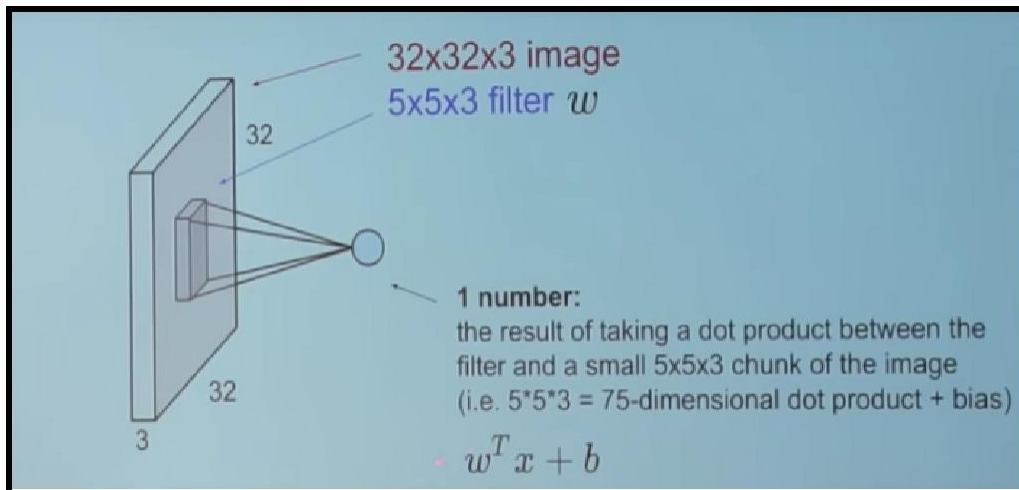 32x32x3 image
5x5x3 filter w
32
1 number:
the result of taking a dot product between the
filter and a small 5x5x3 chunk of the image
(i.e. 5*5*3 = 75-dimensional dot product + bias)
32
3
w^T x + b